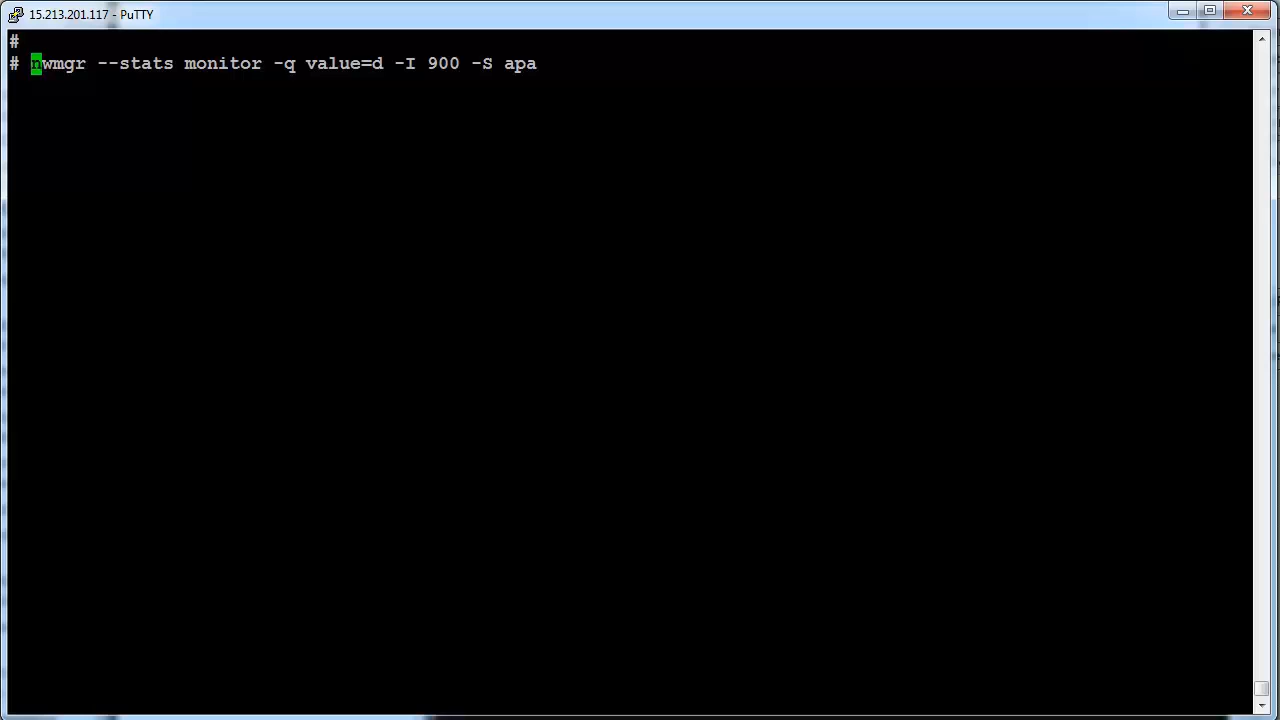 15.213.201.117 - PuTTY
#
# nwmgr --stats monitor -q value=d -I 900 -S apa